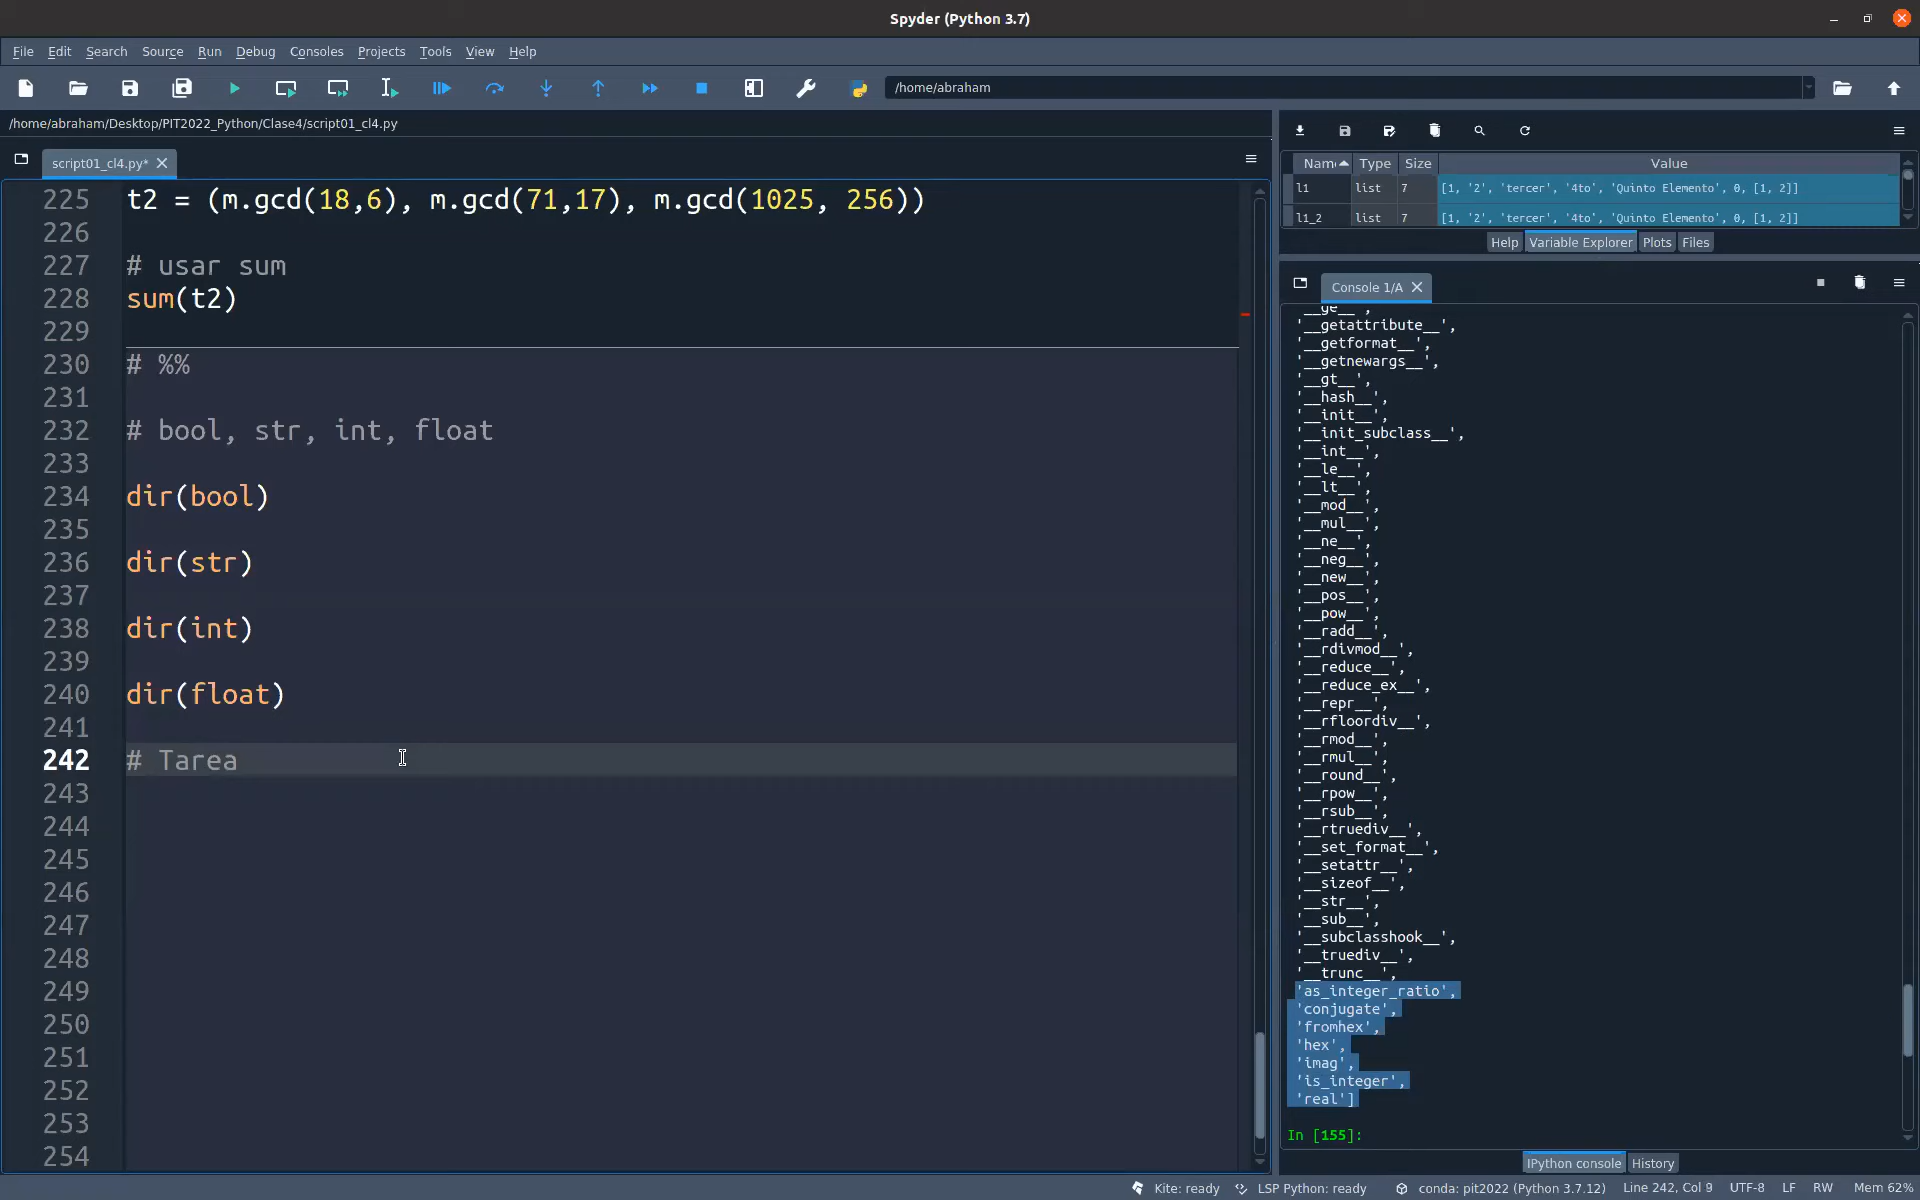 Spyder (Python 3.7)
File Edit Search Source Run Debug Consoles Projects Tools View Help
/home/abraham
/home/abraham/Desktop/PIT2022_Python/Clase4/script01_cl4.py
script01_cl4.py*
225 t2 = (m.gcd(18,6), m.gcd(71,17), m.gcd(1025, 256))
226
227 # usar sum
228 sum(t2)
229
230 # %%
231
232 # bool, str, int, float
233
234 dir(bool)
235
236 dir(str)
237
238 dir(int)
239
240 dir(float)
241
242 # Tarea
243
244
245
246
247
248
249
250
251
252
253
254
Name Type Size Value
l1 list 7 [1, '2', 'tercer', '4to', 'Quinto Elemento', 0, [1, 2]]
l1_2 list 7 [1, '2', 'tercer', '4to', 'Quinto Elemento', 0, [1, 2]]
Help Variable Explorer Plots Files
Console 1/A
'__ge__',
'__getattribute__',
'__getformat__',
'__getnewargs__',
'__gt__',
'__hash__',
'__init__',
'__init_subclass__',
'__int__',
'__le__',
'__lt__',
'__mod__',
'__mul__',
'__ne__',
'__neg__',
'__new__',
'__pos__',
'__pow__',
'__radd__',
'__rdivmod__',
'__reduce__',
'__reduce_ex__',
'__repr__',
'__rfloordiv__',
'__rmod__',
'__rmul__',
'__round__',
'__rpow__',
'__rsub__',
'__rtruediv__',
'__set_format__',
'__setattr__',
'__sizeof__',
'__str__',
'__sub__',
'__subclasshook__',
'__truediv__',
'__trunc__',
'as_integer_ratio',
'conjugate',
'fromhex',
'hex',
'imag',
'is_integer',
'real']
In [155]:
IPython console History
Kite: ready LSP Python: ready conda: pit2022 (Python 3.7.12) Line 242, Col 9 UTF-8 LF RW Mem 62%